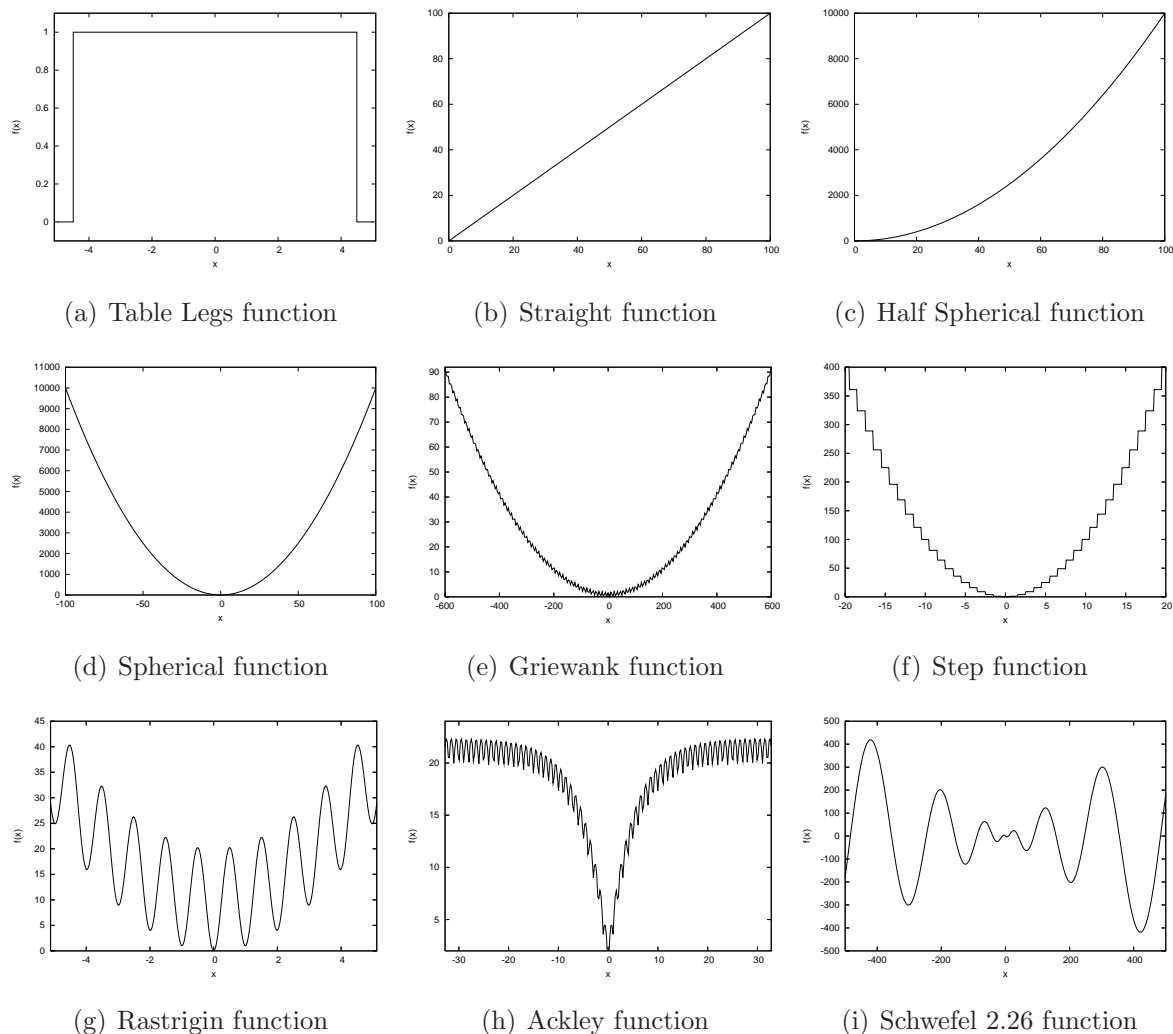 1
0.8
0.6
0.4
0.2
0
f(x)
-4 -2 0 2 4
x
(a) Table Legs function
100
80
60
40
20
0
f(x)
0 20 40 60 80 100
x
(b) Straight function
10000
8000
6000
4000
2000
0
f(x)
0 20 40 60 80 100
x
(c) Half Spherical function
11000
10000
9000
8000
7000
6000
5000
4000
3000
2000
1000
0
f(x)
-100 -50 0 50 100
x
(d) Spherical function
90
80
70
60
50
40
30
20
10
0
f(x)
-600 -400 -200 0 200 400 600
x
(e) Griewank function
400
350
300
250
200
150
100
50
0
f(x)
-20 -15 -10 -5 0 5 10 15 20
x
(f) Step function
45
40
35
30
25
20
15
10
5
0
f(x)
-4 -2 0 2 4
x
(g) Rastrigin function
20
15
10
5
f(x)
-30 -20 -10 0 10 20 30
x
(h) Ackley function
500
400
300
200
100
0
-100
-200
-300
-400
-500
f(x)
-400 -200 0 200 400
x
(i) Schwefel 2.26 function